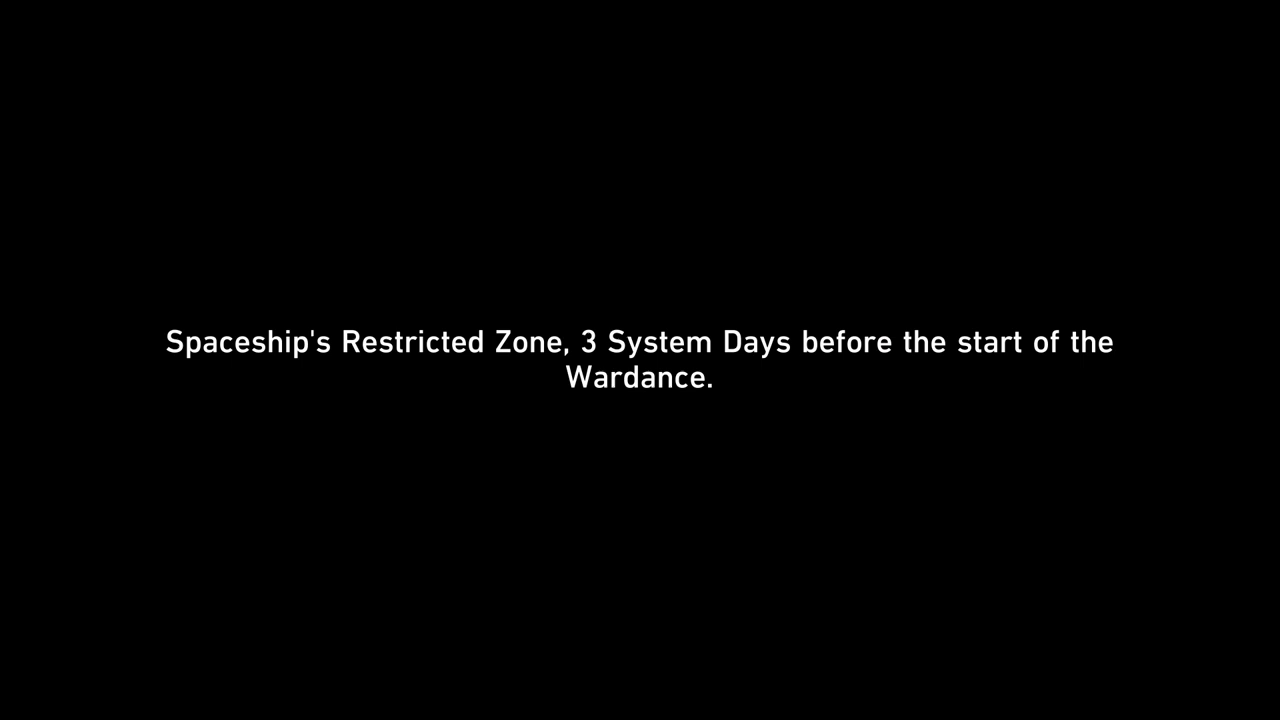 Spaceship's Restricted Zone, 3 System Days before the start of the
Wardance.